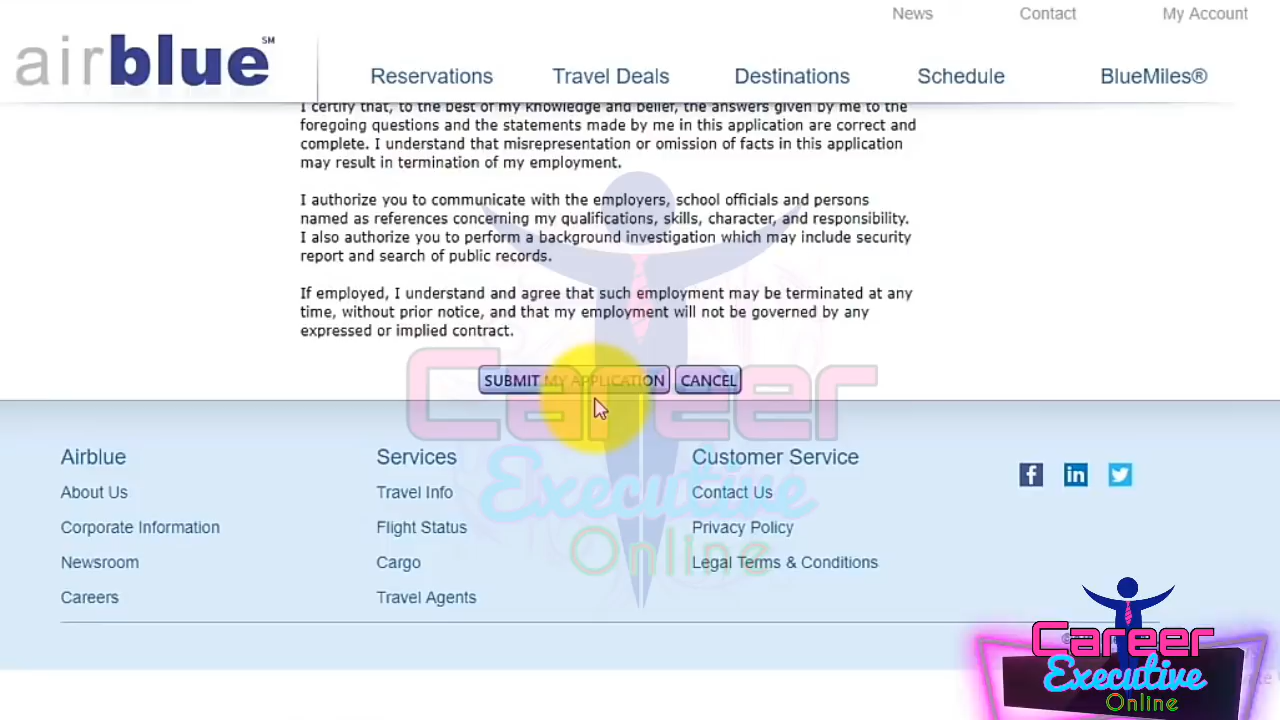 News Contact My Account
airblue SM
Reservations Travel Deals Destinations Schedule BlueMiles®
I certify that, to the best of my knowledge and belief, the answers given by me to the
foregoing questions and the statements made by me in this application are correct and
complete. I understand that misrepresentation or omission of facts in this application
may result in termination of my employment.
I authorize you to communicate with the employers, school officials and persons
named as references concerning my qualifications, skills, character, and responsibility.
I also authorize you to perform a background investigation which may include security
report and search of public records.
If employed, I understand and agree that such employment may be terminated at any
time, without prior notice, and that my employment will not be governed by any
expressed or implied contract.
SUBMIT MY APPLICATION CANCEL
Career
Executive
Online
Airblue Services Customer Service
About Us Travel Info Contact Us
Corporate Information Flight Status Privacy Policy
Newsroom Cargo Legal Terms & Conditions
Careers Travel Agents
Career
Executive
Online